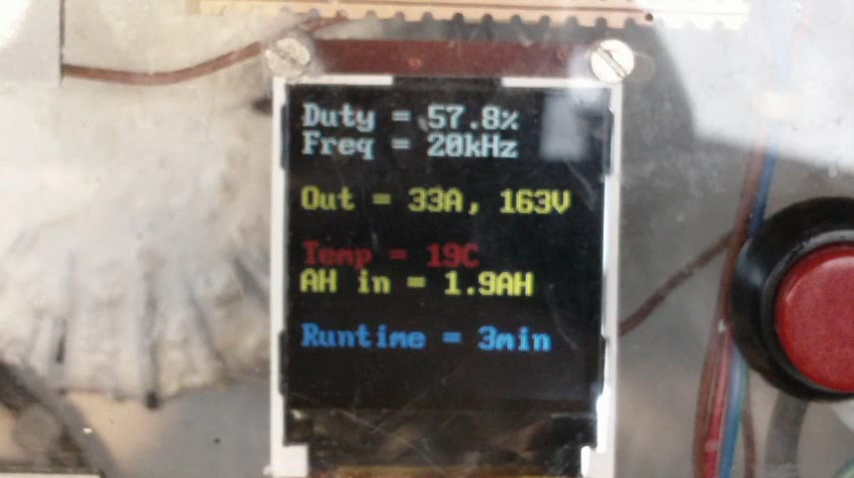 Duty = 57.8%
Freq = 20kHz
Out = 33A, 163V
Temp = 19C
AH in = 1.9AH
Runtime = 3min